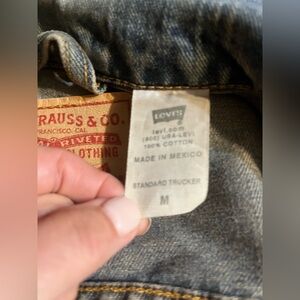 RAUSS & CO.
FRANCISCO, CAL.
RIVETED
CLOTHING
LEVI'S
levi.com
(800) USA-LEVI
100% COTTON
MADE IN MEXICO
STANDARD TRUCKER
M